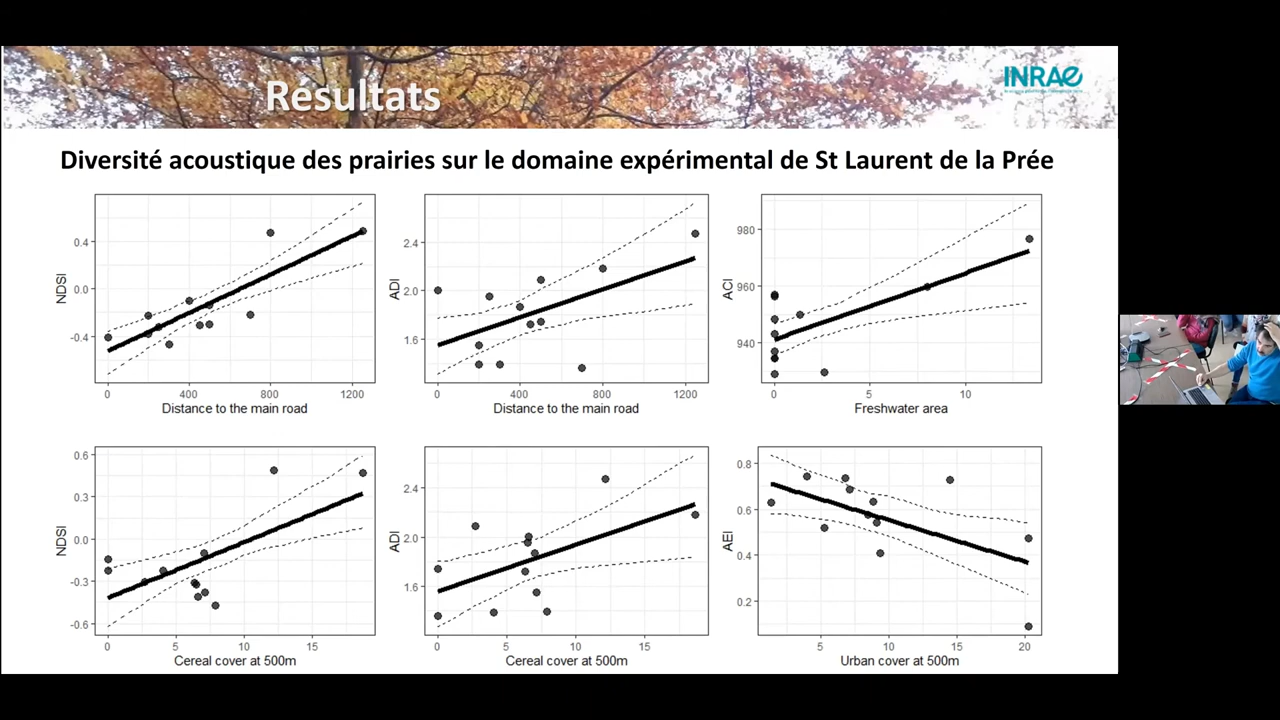 Résultats
INRAE
Diversité acoustique des prairies sur le domaine expérimental de St Laurent de la Prée
0.4
0.0
-0.4
NDSI
0
400
800
1200
Distance to the main road
2.4
2.0
1.6
ADI
0
400
800
1200
Distance to the main road
980
960
940
ACI
0
5
10
Freshwater area
0.6
0.3
0.0
-0.3
-0.6
NDSI
0
5
10
15
Cereal cover at 500m
2.4
2.0
1.6
ADI
0
5
10
15
Cereal cover at 500m
0.8
0.6
0.4
0.2
AEI
5
10
15
20
Urban cover at 500m